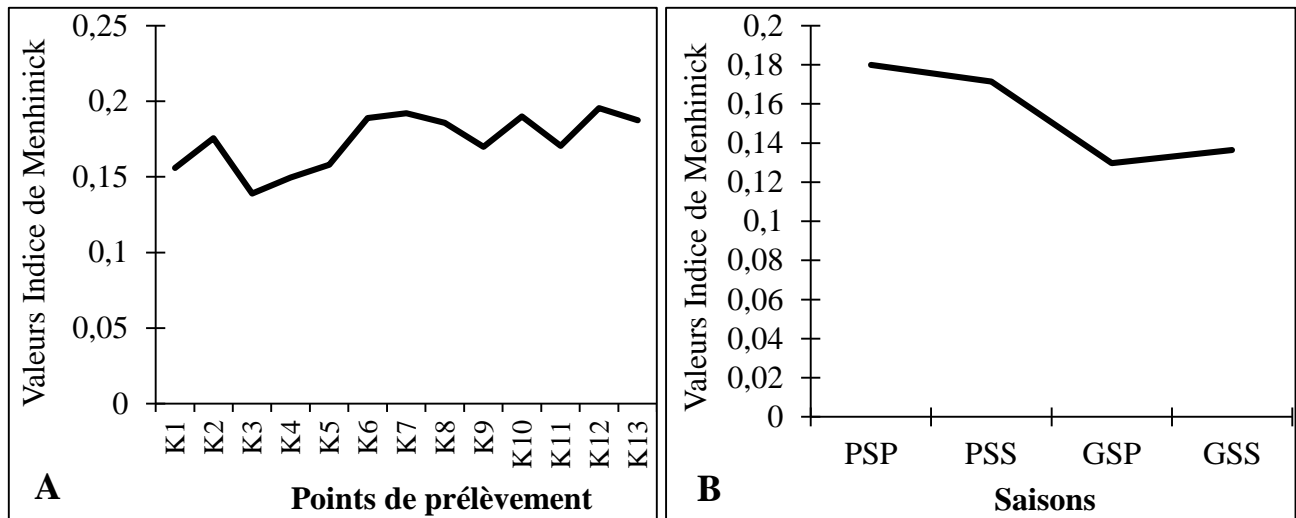 Valeurs Indice de Menhinick
0,25
0,2
0,15
0,1
0,05
0
K1 K2 K3 K4 K5 K6 K7 K8 K9 K10 K11 K12 K13
A
Points de prélèvement
Valeurs Indice de Menhinick
0,2
0,18
0,16
0,14
0,12
0,1
0,08
0,06
0,04
0,02
0
PSP PSS GSP GSS
B
Saisons